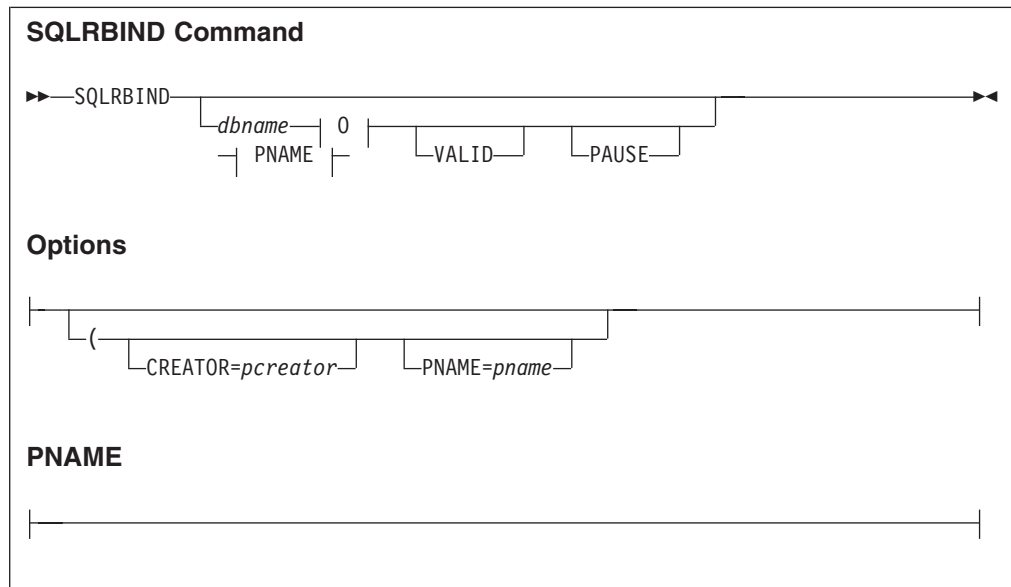 SQLRBIND Command
SQLRBIND
dbname O
PNAME VALID PAUSE
Options
(
CREATOR=pcreator PNAME=pname
PNAME